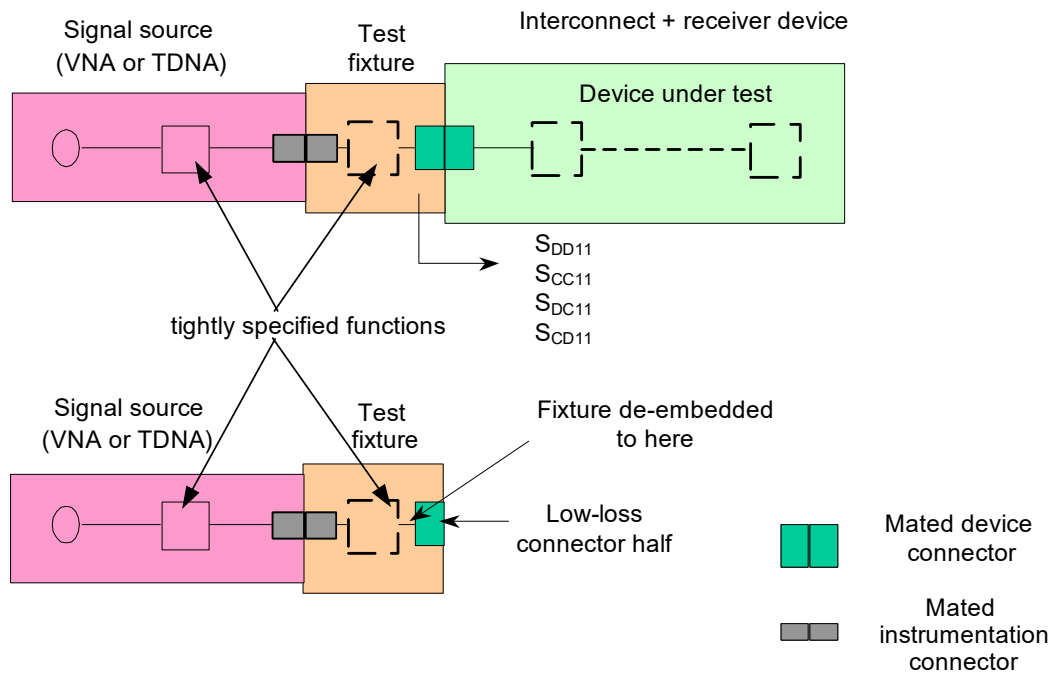 Signal source
(VNA or TDNA)
Test
fixture
Interconnect + receiver device
Device under test
SDD11
SCC11
SDC11
SCD11
tightly specified functions
Signal source
(VNA or TDNA)
Test
fixture
Fixture de-embedded
to here
Low-loss
connector half
Mated device
connector
Mated
instrumentation
connector